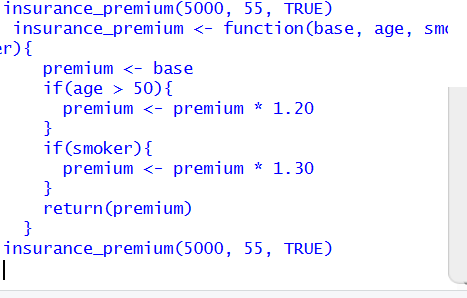 insurance_premium(5000, 55, TRUE)
insurance_premium <- function(base, age, smo
er){
premium <- base
if(age > 50){
premium <- premium * 1.20
}
if(smoker){
premium <- premium * 1.30
}
return(premium)
}
insurance_premium(5000, 55, TRUE)